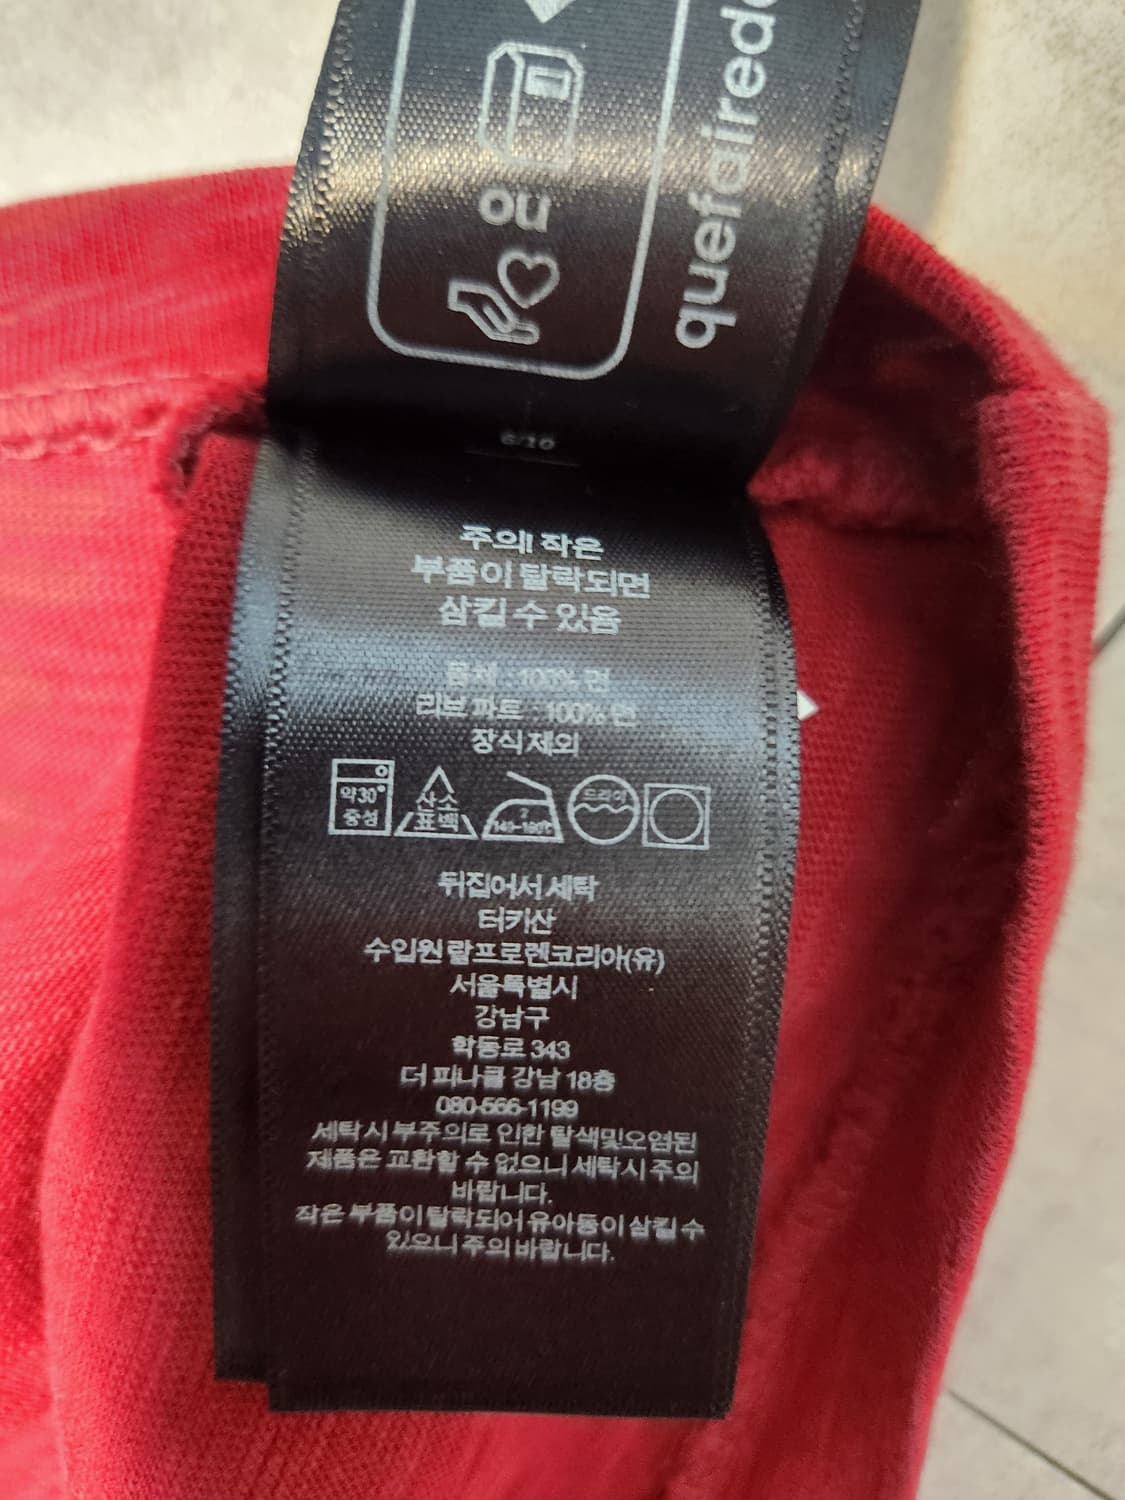 ou
quefairede
6/10
주의! 작은
부품이 탈락되면
삼킬 수 있음
몸체 : 100% 면
리브 파트 : 100% 면
장식제외
약30°
중성
산소
표백
2
140~160℃
드라이
뒤집어서 세탁
터키산
수입원 랄프로렌코리아(유)
서울특별시
강남구
학동로 343
더 피나클 강남 18층
080-566-1199
세탁시 부주의로 인한 탈색및오염된
제품은 교환할 수 없으니 세탁시 주의
바랍니다.
작은 부품이 탈락되어 유아동이 삼킬 수
있으니 주의 바랍니다.